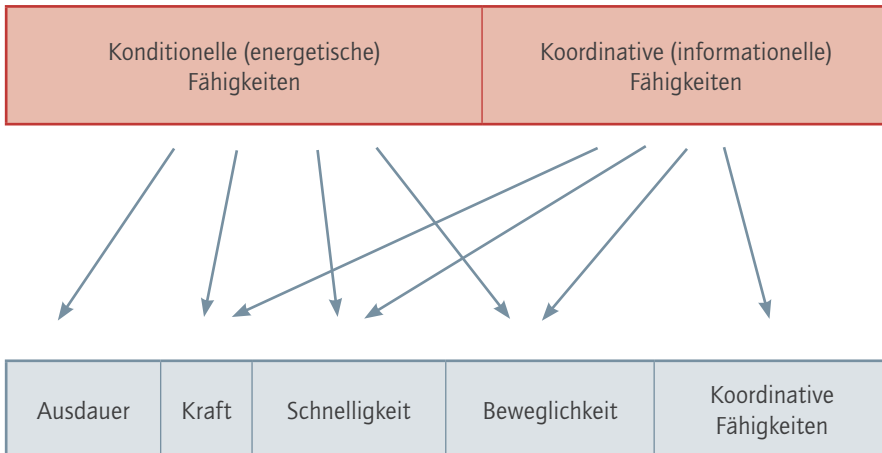 Konditionelle (energetische)
Fähigkeiten
Koordinative (informationelle)
Fähigkeiten
Ausdauer
Kraft
Schnelligkeit
Beweglichkeit
Koordinative
Fähigkeiten